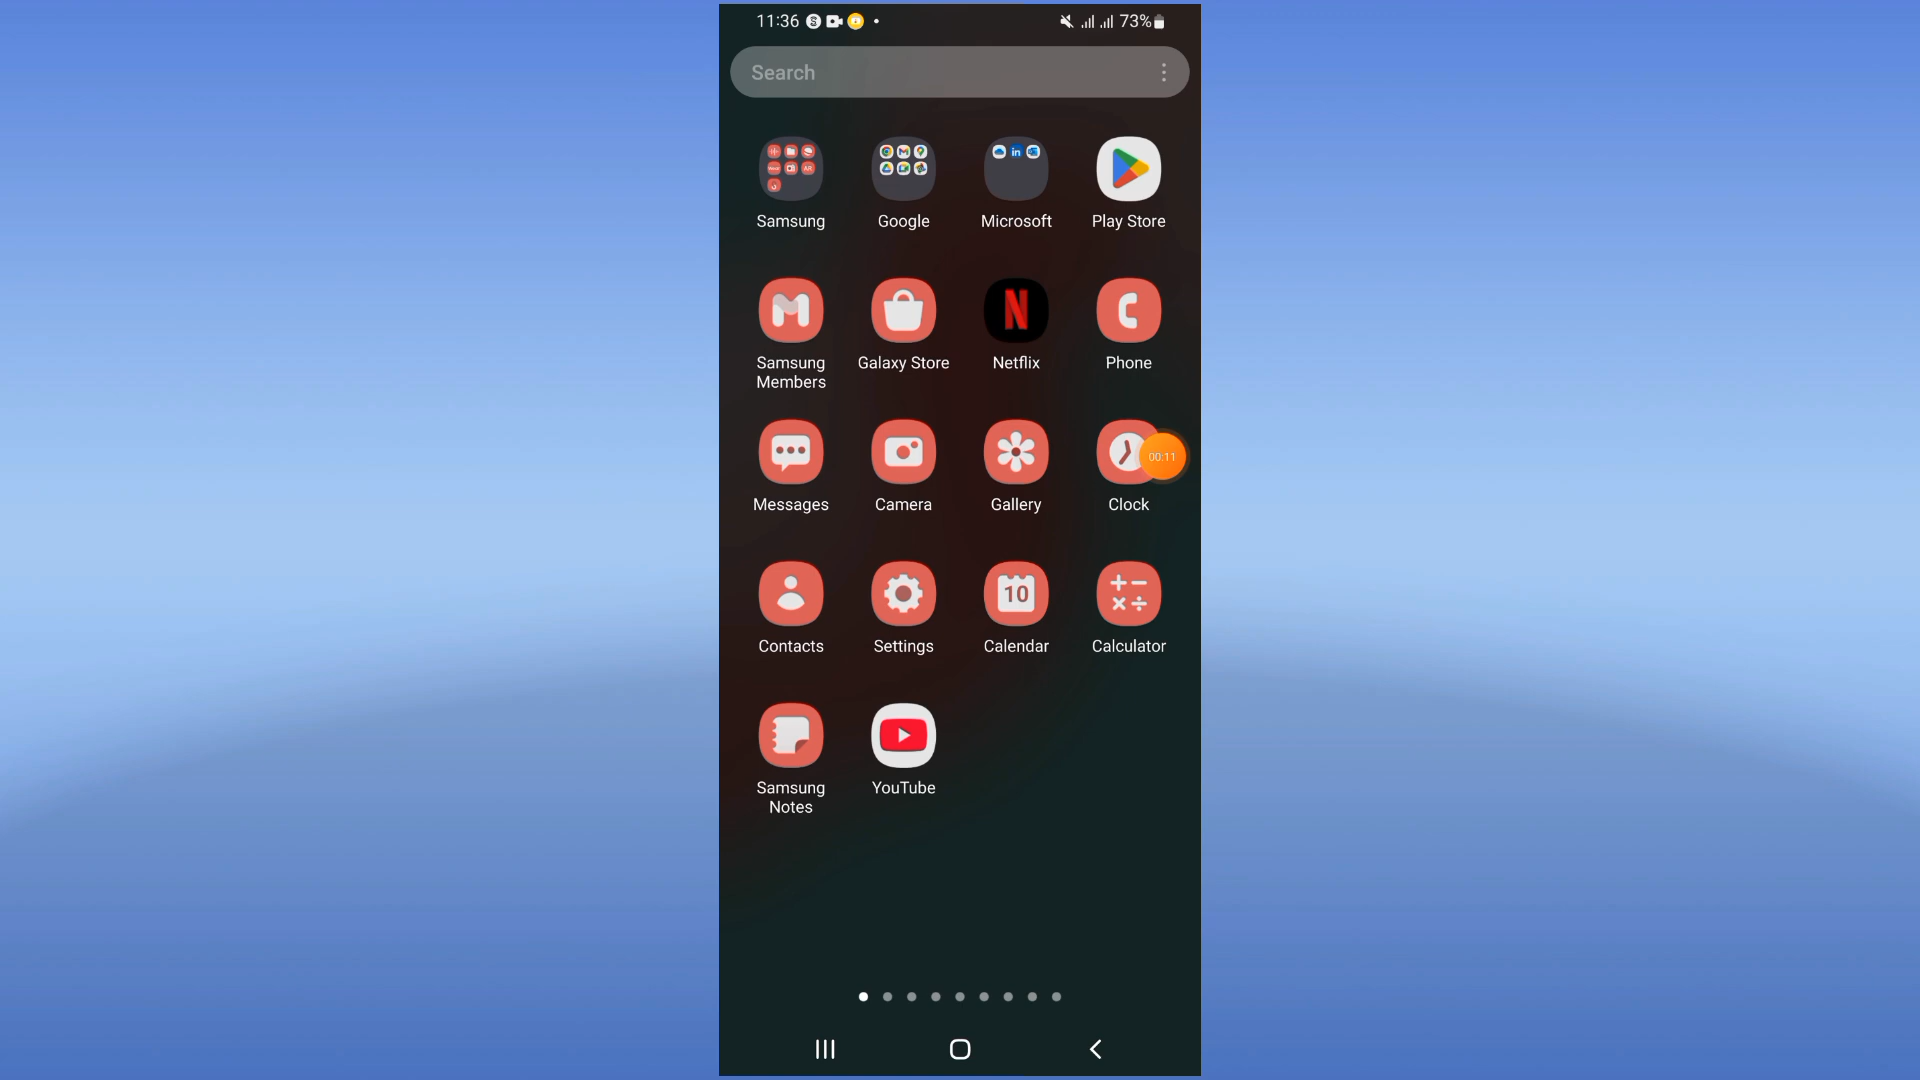 11:36
73%
Search
Samsung
Google
Microsoft
Play Store
Samsung
Members
Galaxy Store
Netflix
Phone
00:11
Messages
Camera
Gallery
Clock
10
Contacts
Settings
Calendar
Calculator
Samsung
Notes
YouTube